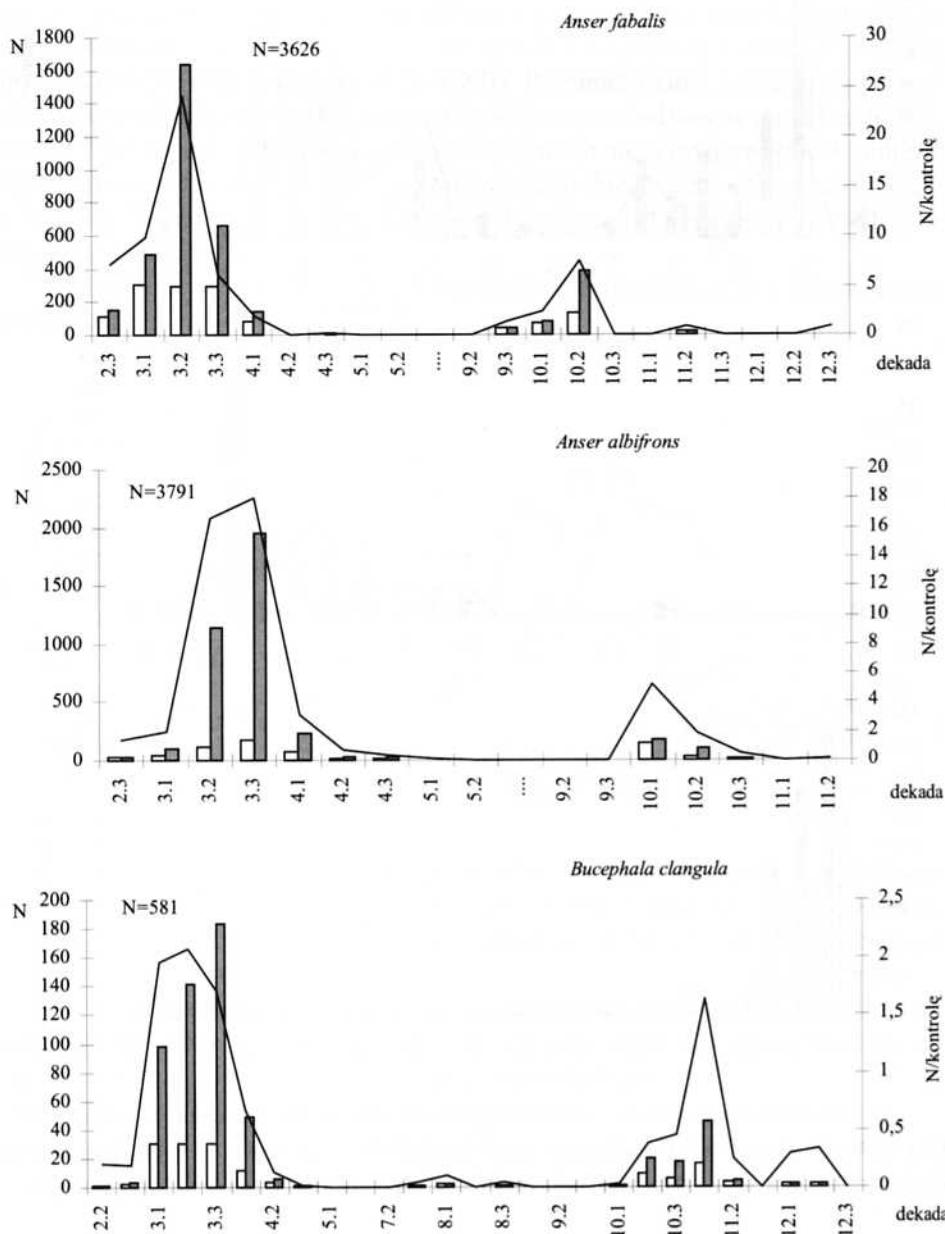 Anser fabalis
N
N=3626
1800
1600
1400
1200
1000
800
600
400
200
0
30
25
20
15
10
5
0
N/kontrolę
2.3 3.1 3.2 3.3 4.1 4.2 4.3 5.1 5.2 .... 9.2 9.3 10.1 10.2 10.3 11.1 11.2 11.3 12.1 12.2 12.3
dekada
Anser albifrons
N
N=3791
2500
2000
1500
1000
500
0
20
18
16
14
12
10
8
6
4
2
0
N/kontrolę
2.3 3.1 3.2 3.3 4.1 4.2 4.3 5.1 5.2 .... 9.2 9.3 10.1 10.2 10.3 11.1 11.2
dekada
Bucephala clangula
N
N=581
200
180
160
140
120
100
80
60
40
20
0
2,5
2
1,5
1
0,5
0
N/kontrolę
2.2 3.1 3.3 4.2 5.1 7.2 8.1 8.3 9.2 10.1 10.3 11.2 12.1 12.3
dekada